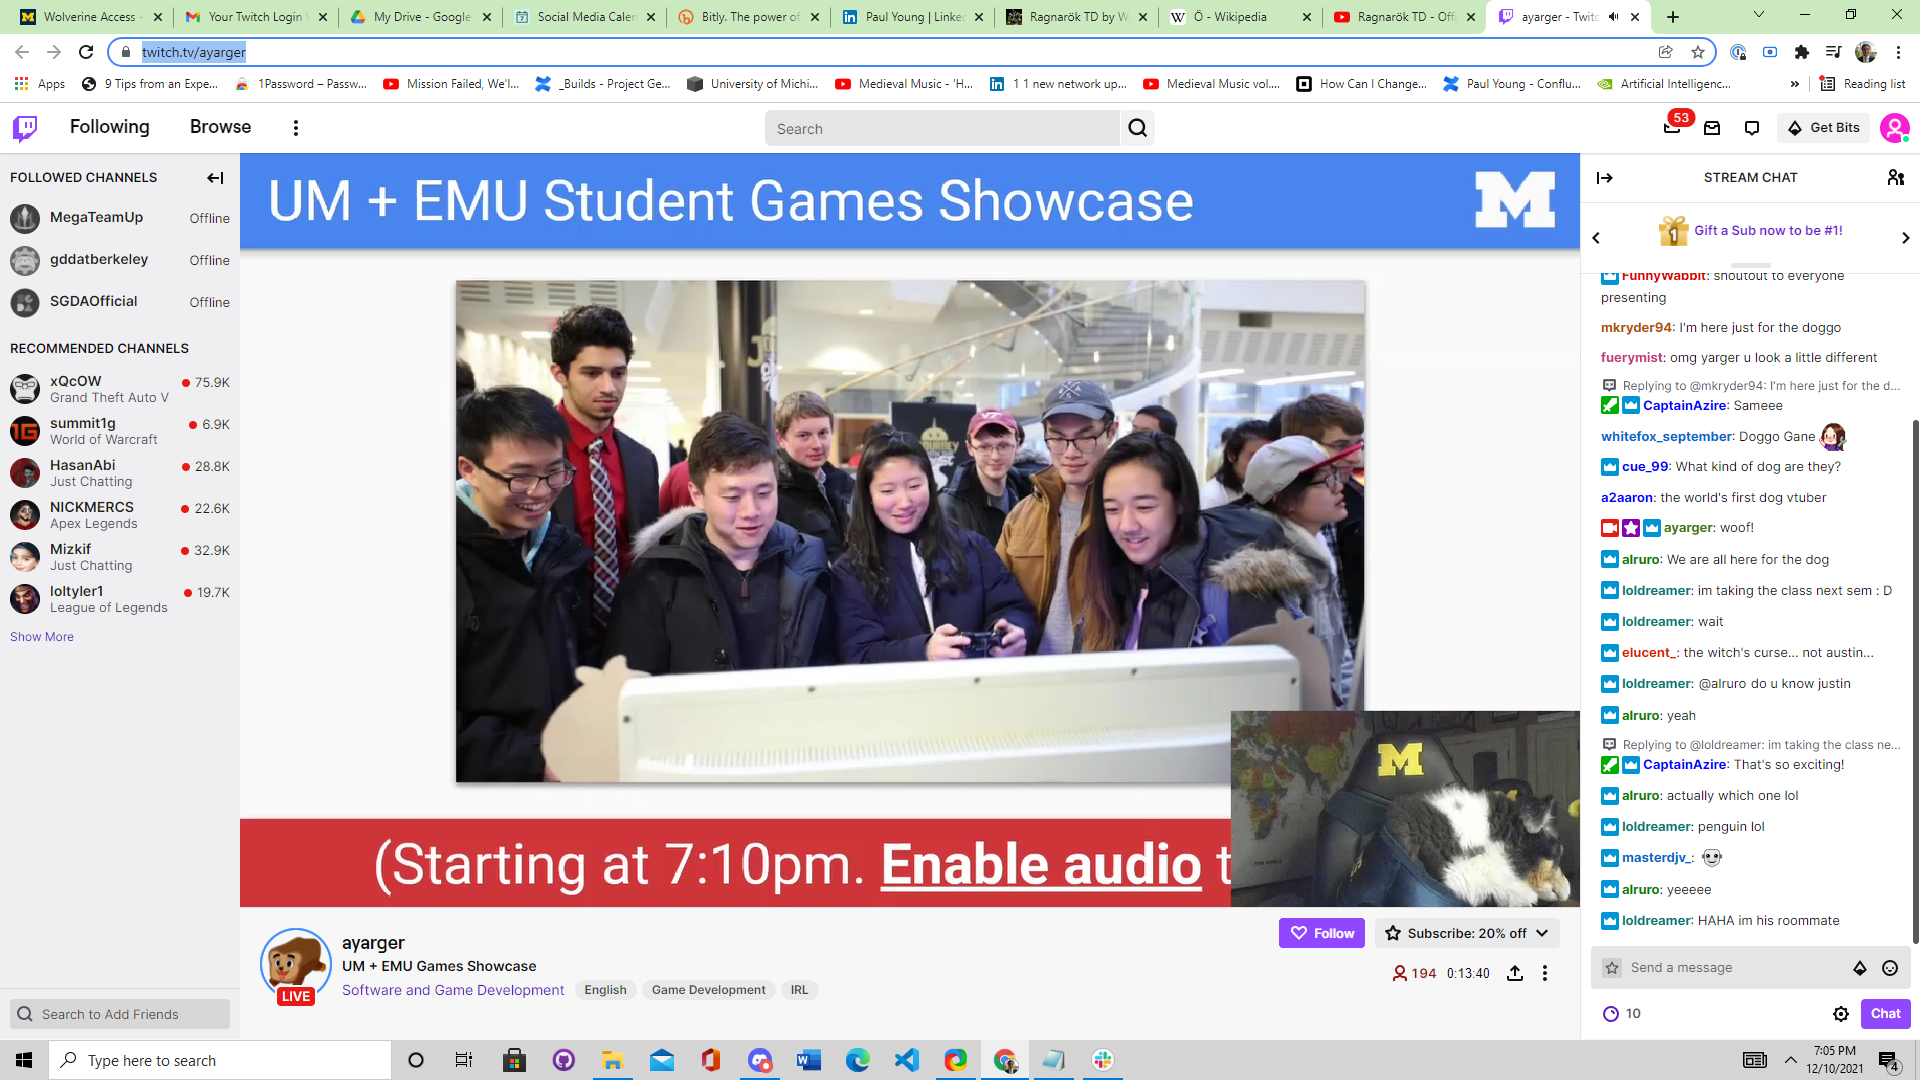 Wolverine Access -
Your Twitch Login
My Drive - Google
Social Media Calen
Bitly. The power of
Paul Young | Linke
Ragnarök TD by W
Ö - Wikipedia
Ragnarök TD - Offi
ayarger - Twitc
twitch.tv/ayarger
Apps
9 Tips from an Expe...
1Password – Passw...
Mission Failed, We'l...
_Builds - Project Ge...
University of Michi...
Medieval Music - 'H...
1 1 new network up...
Medieval Music vol....
How Can I Change...
Paul Young - Conflu...
Artificial Intelligenc...
»
Reading list
Following
Browse
Search
53
Get Bits
FOLLOWED CHANNELS
MegaTeamUp
Offline
gddatberkeley
Offline
SGDAOfficial
Offline
RECOMMENDED CHANNELS
xQcOW
75.9K
Grand Theft Auto V
summit1g
6.9K
World of Warcraft
HasanAbi
28.8K
Just Chatting
NICKMERCS
22.6K
Apex Legends
Mizkif
32.9K
Just Chatting
loltyler1
19.7K
League of Legends
Show More
Search to Add Friends
UM + EMU Student Games Showcase
M
M
(Starting at 7:10pm. Enable audio t
ayarger
UM + EMU Games Showcase
Software and Game Development
English
Game Development
IRL
LIVE
Follow
Subscribe: 20% off
194
0:13:40
STREAM CHAT
1
Gift a Sub now to be #1!
FunnyWabbit: shoutout to everyone
presenting
mkryder94: I'm here just for the doggo
fuerymist: omg yarger u look a little different
Replying to @mkryder94: I'm here just for the d...
CaptainAzire: Sameee
whitefox_september: Doggo Gane
cue_99: What kind of dog are they?
a2aaron: the world's first dog vtuber
ayarger: woof!
alruro: We are all here for the dog
loldreamer: im taking the class next sem : D
loldreamer: wait
elucent_: the witch's curse... not austin...
loldreamer: @alruro do u know justin
alruro: yeah
Replying to @loldreamer: im taking the class ne...
CaptainAzire: That's so exciting!
alruro: actually which one lol
loldreamer: penguin lol
masterdjv_:
alruro: yeeeee
loldreamer: HAHA im his roommate
Send a message
10
Chat
Type here to search
7:05 PM
12/10/2021
4